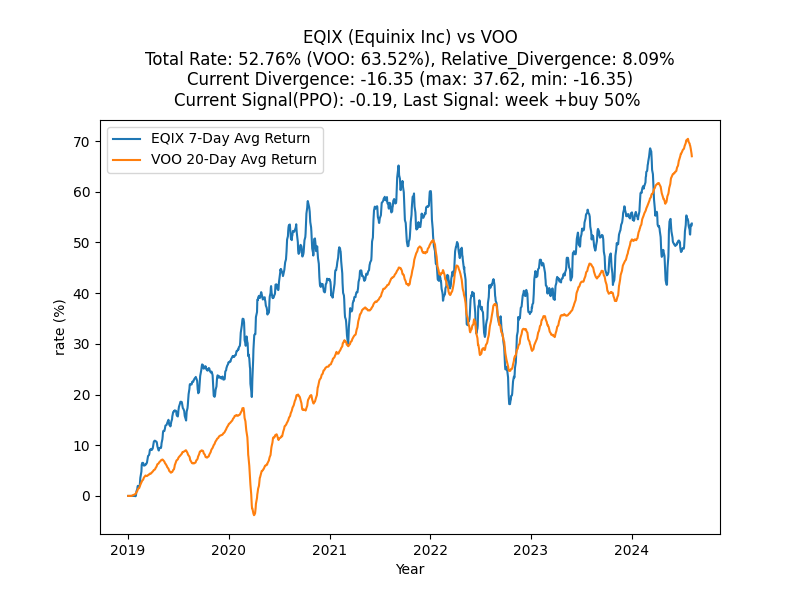 EQIX (Equinix Inc) vs VOO
Total Rate: 52.76% (VOO: 63.52%), Relative_Divergence: 8.09%
Current Divergence: -16.35 (max: 37.62, min: -16.35)
Current Signal(PPO): -0.19, Last Signal: week +buy 50%
EQIX 7-Day Avg Return
VOO 20-Day Avg Return
70
60
50
40
30
20
10
0
rate (%)
2019
2020
2021
2022
2023
2024
Year